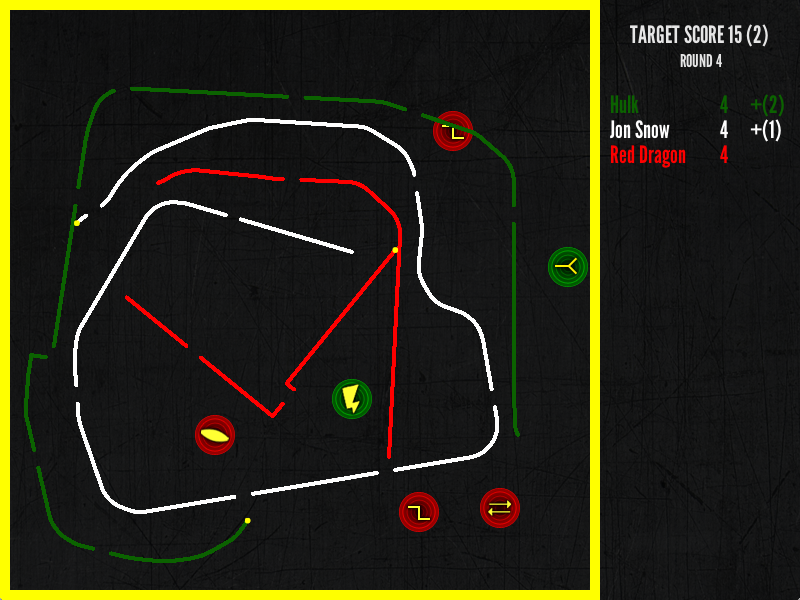 TARGET SCORE 15 (2)
ROUND 4
Hulk 4 +(2)
Jon Snow 4 +(1)
Red Dragon 4